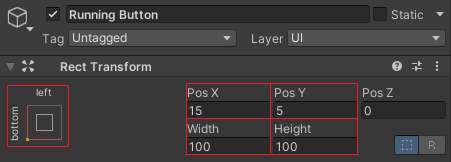 Running Button Static
Tag Untagged Layer UI
Rect Transform
left
bottom
Pos X Pos Y Pos Z
15 5 0
Width Height
100 100 R